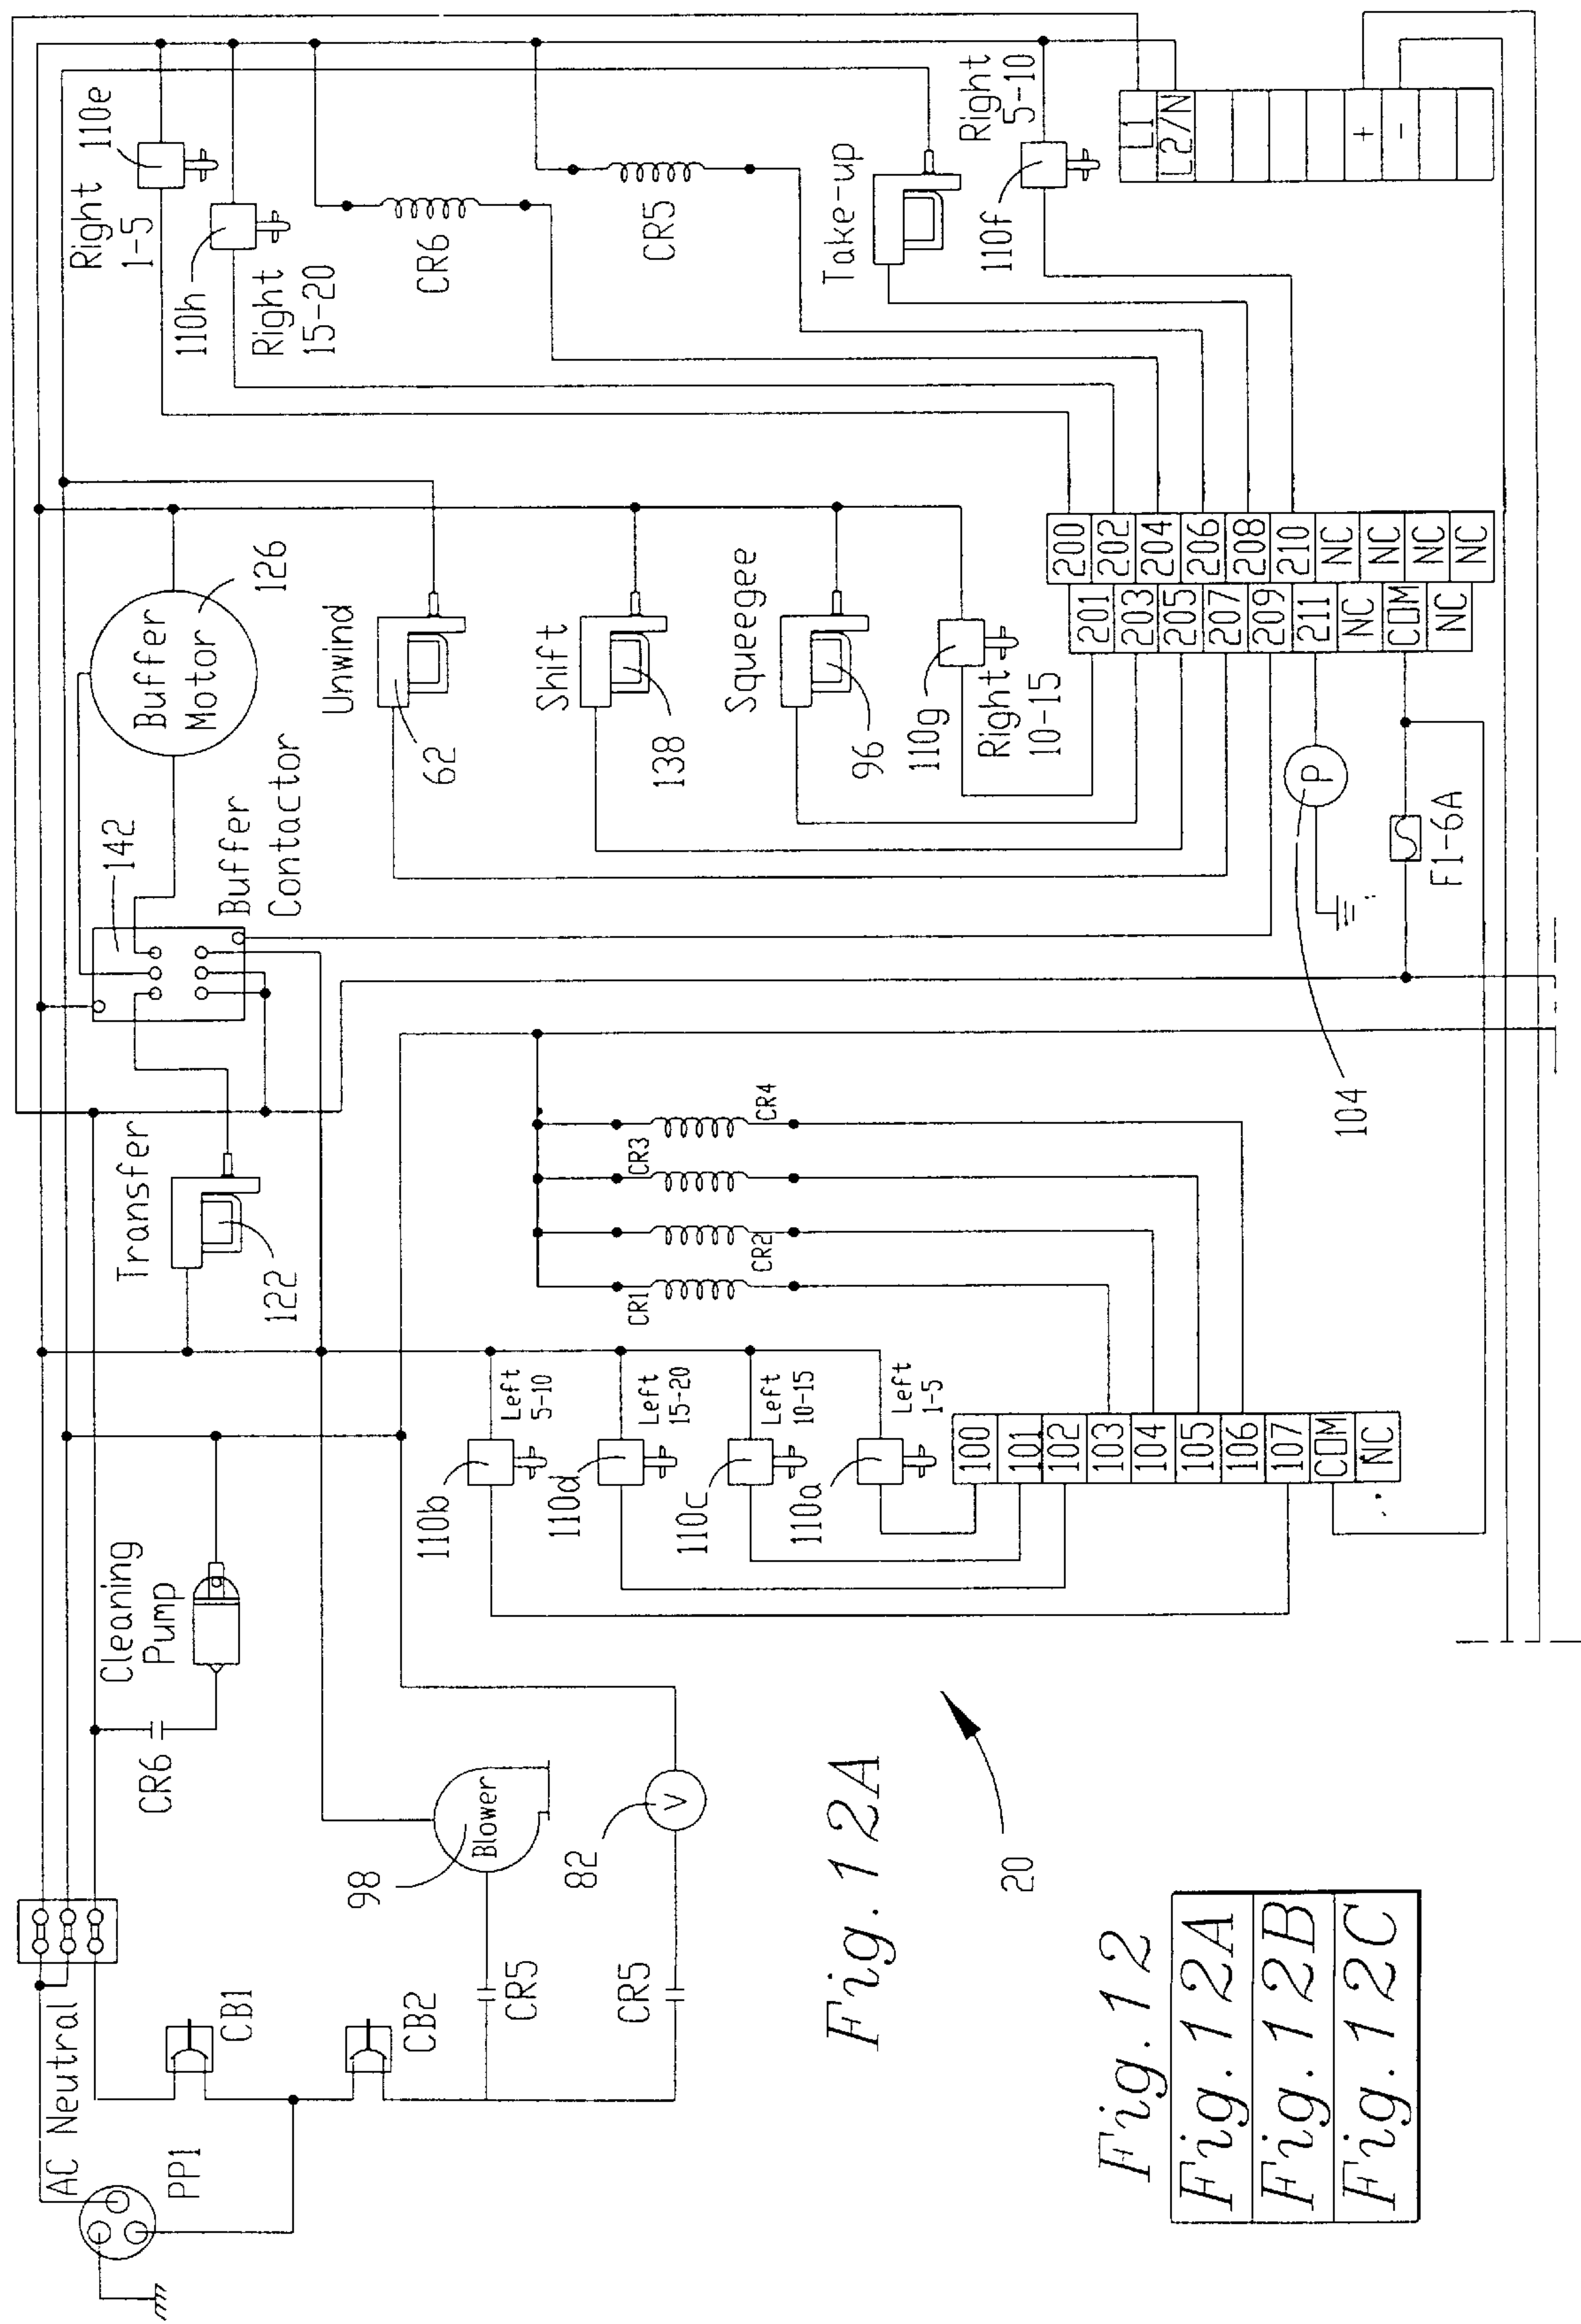 AC Neutral
PP1
CB1
CB2
CR5
CR5
98
Blower
82
V
CR6
Cleaning
Pump
Transfer
122
142
Buffer
Contactor
Buffer
Motor
126
Unwind
62
Shift
138
Squeegee
96
110g
Right
10-15
Right
1-5
110e
110h
Right
15-20
CR6
CR5
Take-up
Right
5-10
110f
L1
L2/N
+
-
110b
Left
5-10
110d
Left
15-20
110c
Left
10-15
110a
Left
1-5
CR1
CR2
CR3
CR4
100
101
102
103
104
105
106
107
COM
NC
200
202
204
206
208
210
NC
NC
NC
NC
201
203
205
207
209
211
NC
COM
NC
P
104
F1-6A
Fig. 12A
20
Fig. 12
Fig. 12A
Fig. 12B
Fig. 12C